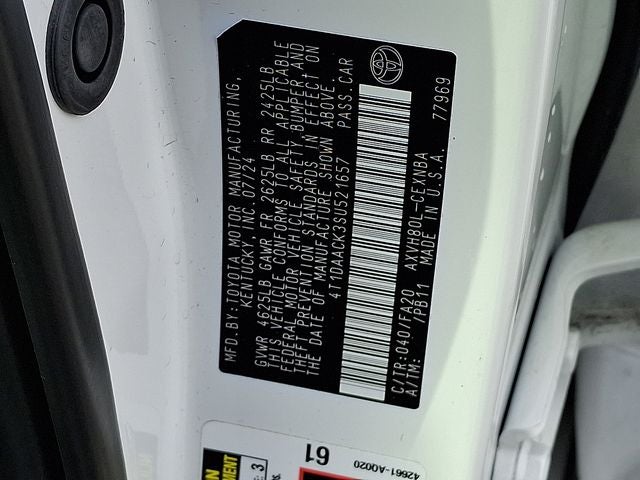 MFD.BY:TOYOTA MOTOR MANUFACTURING,
KENTUCKY, INC. 07/24
GVWR 4625LB GAWR FR 2625LB RR 2425LB
THIS VEHICLE CONFORMS TO ALL APPLICABLE
FEDERAL MOTOR VEHICLE SAFETY, BUMPER AND
THEFT PREVENTION STANDARDS IN EFFECT ON
THE DATE OF MANUFACTURE SHOWN ABOVE.
4T1DAACK3SU521657 PASS.CAR
C/TR:040/FA20 AXVH80L-CEXNBA 77969
A/TM: /PB11 MADE IN U.S.A.
61
42661-A0020